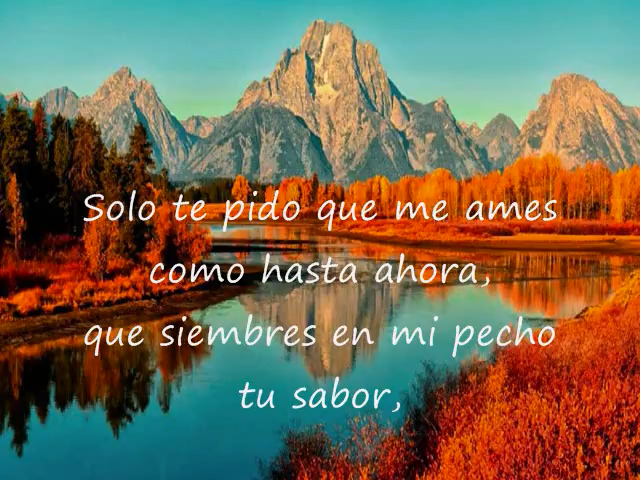 Solo te pido que me ames
como hasta ahora,
que siembres en mi pecho
tu sabor,